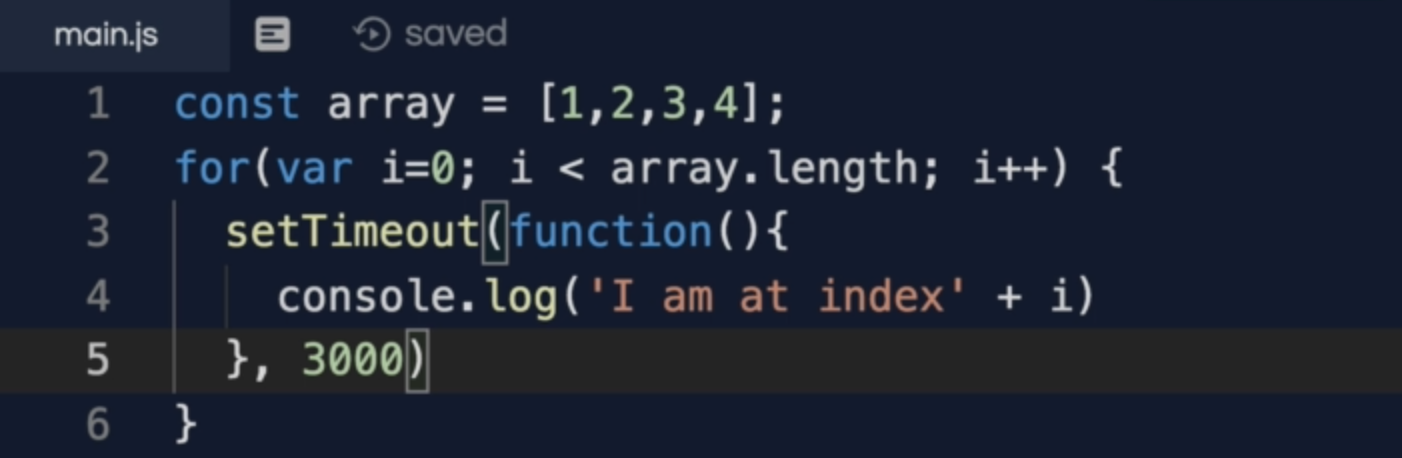 main.js saved
1 const array = [1,2,3,4];
2 for(var i=0; i < array.length; i++) {
3   setTimeout(function(){
4     console.log('I am at index' + i)
5   }, 3000)
6 }